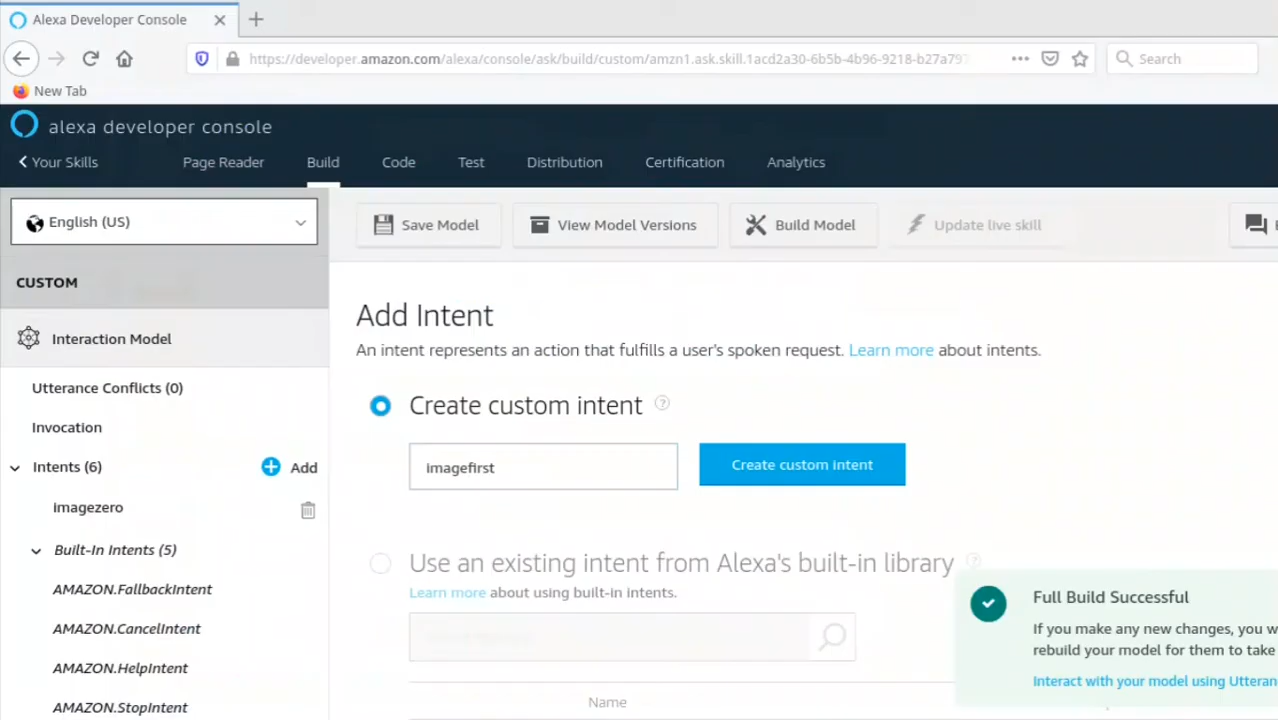 Alexa Developer Console
https://developer.amazon.com/alexa/console/ask/build/custom/amzn1.ask.skill.1acd2a30-6b5b-4b96-9218-b27a797
Search
New Tab
alexa developer console
Your Skills
Page Reader
Build
Code
Test
Distribution
Certification
Analytics
English (US)
Save Model
View Model Versions
Build Model
Update live skill
CUSTOM
Interaction Model
Utterance Conflicts (0)
Invocation
Intents (6)
Add
imagezero
Built-In Intents (5)
AMAZON.FallbackIntent
AMAZON.CancelIntent
AMAZON.HelpIntent
AMAZON.StopIntent
Add Intent
An intent represents an action that fulfills a user's spoken request. Learn more about intents.
Create custom intent ?
imagefirst
Create custom intent
Use an existing intent from Alexa's built-in library ?
Learn more about using built-in intents.
Name
Full Build Successful
If you make any new changes, you w
rebuild your model for them to take
Interact with your model using Utteran